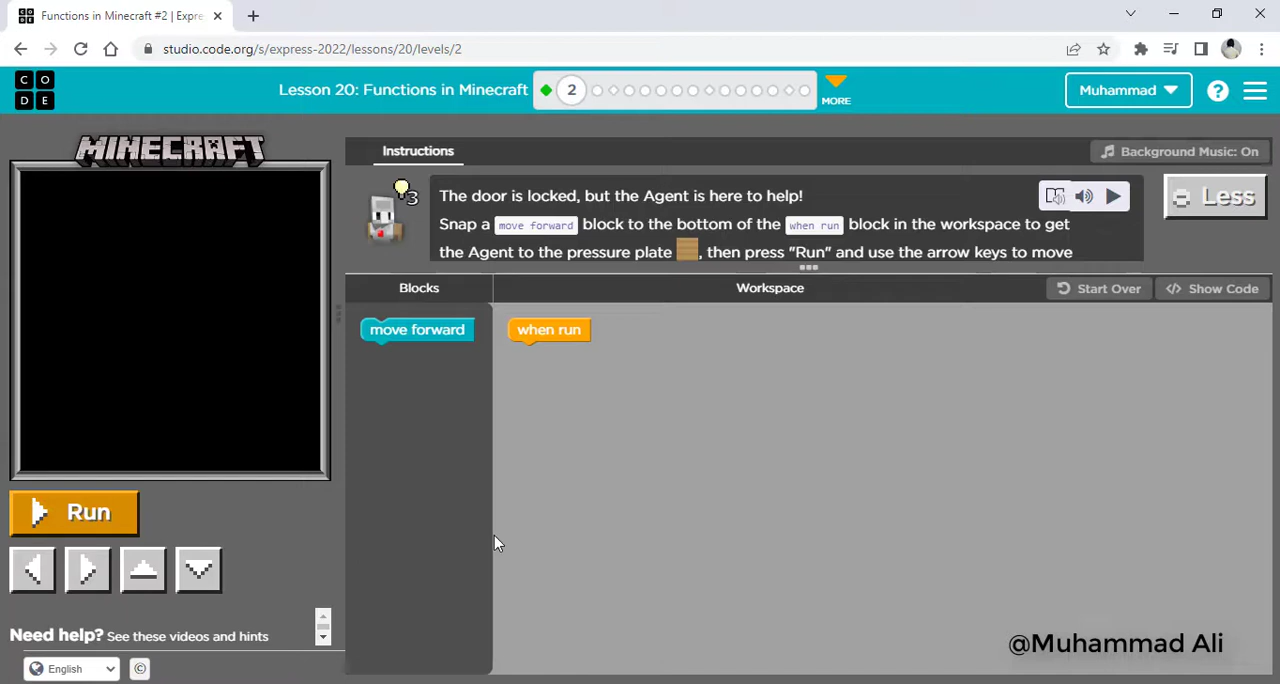 Functions in Minecraft #2 | Expre
studio.code.org/s/express-2022/lessons/20/levels/2
C O
D E
Lesson 20: Functions in Minecraft
2
MORE
Muhammad
?
MINECRAFT
Instructions
Background Music: On
3
The door is locked, but the Agent is here to help!
Snap a move forward block to the bottom of the when run block in the workspace to get
the Agent to the pressure plate , then press "Run" and use the arrow keys to move
Less
Blocks
Workspace
Start Over
</> Show Code
move forward
when run
Run
Need help? See these videos and hints
English
©
@Muhammad Ali